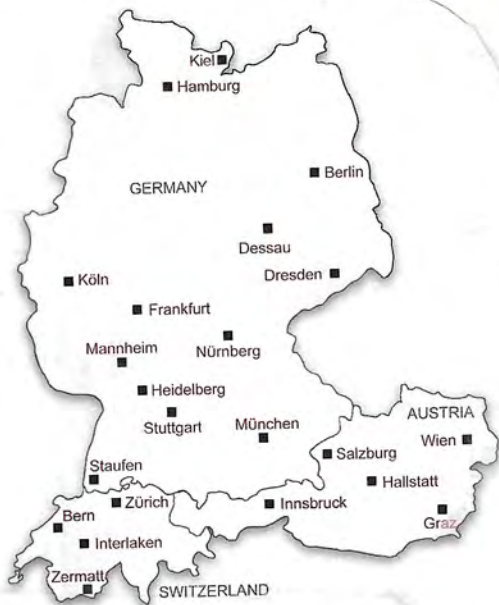 Kiel
Hamburg
Berlin
GERMANY
Dessau
Dresden
Köln
Frankfurt
Nürnberg
Mannheim
Heidelberg
Stuttgart
München
AUSTRIA
Wien
Salzburg
Hallstatt
Graz
Staufen
Zürich
Innsbruck
Bern
Interlaken
Zermatt
SWITZERLAND